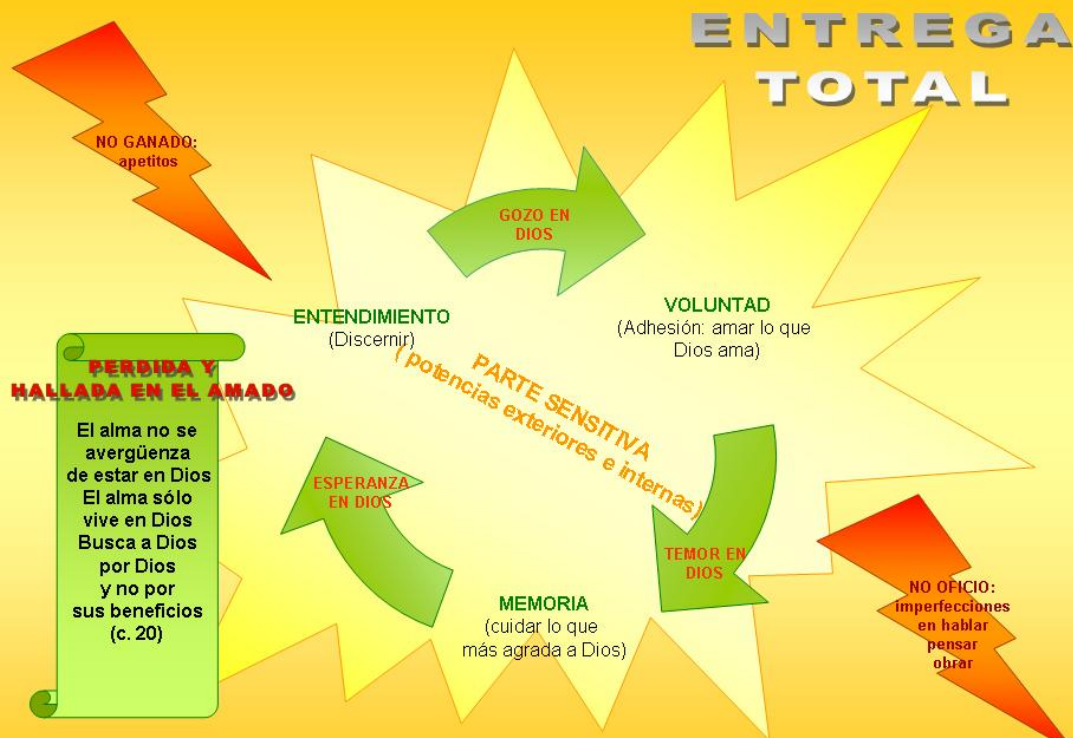 ENTREGA
TOTAL
NO GANADO:
apetitos
GOZO EN
DIOS
ENTENDIMIENTO
(Discernir)
VOLUNTAD
(Adhesión: amar lo que
Dios ama)
PARTE SENSITIVA
( potencias exteriores e internas)
PERDIDA Y
HALLADA EN EL AMADO
El alma no se
avergüenza
de estar en Dios
El alma sólo
vive en Dios
Busca a Dios
por Dios
y no por
sus beneficios
(c. 20)
ESPERANZA
EN DIOS
TEMOR EN
DIOS
MEMORIA
(cuidar lo que
más agrada a Dios)
NO OFICIO:
imperfecciones
en hablar
pensar
obrar